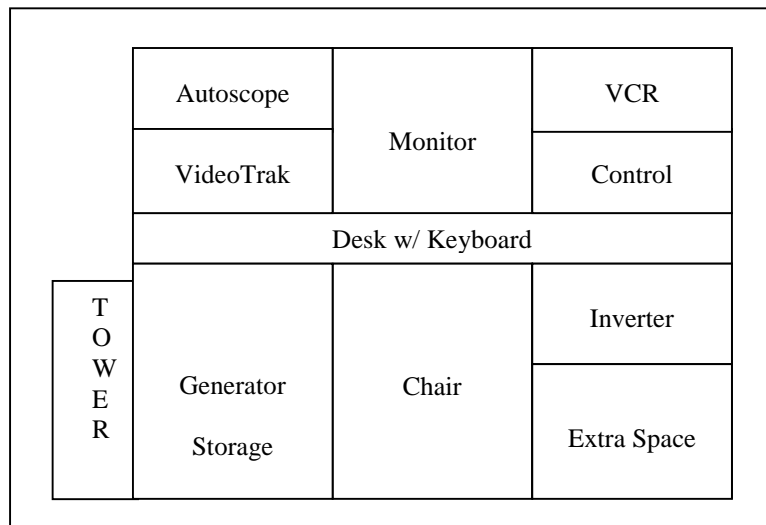 Autoscope
VideoTrak
Monitor
VCR
Control
Desk w/ Keyboard
T
O
W
E
R
Generator
Storage
Chair
Inverter
Extra Space